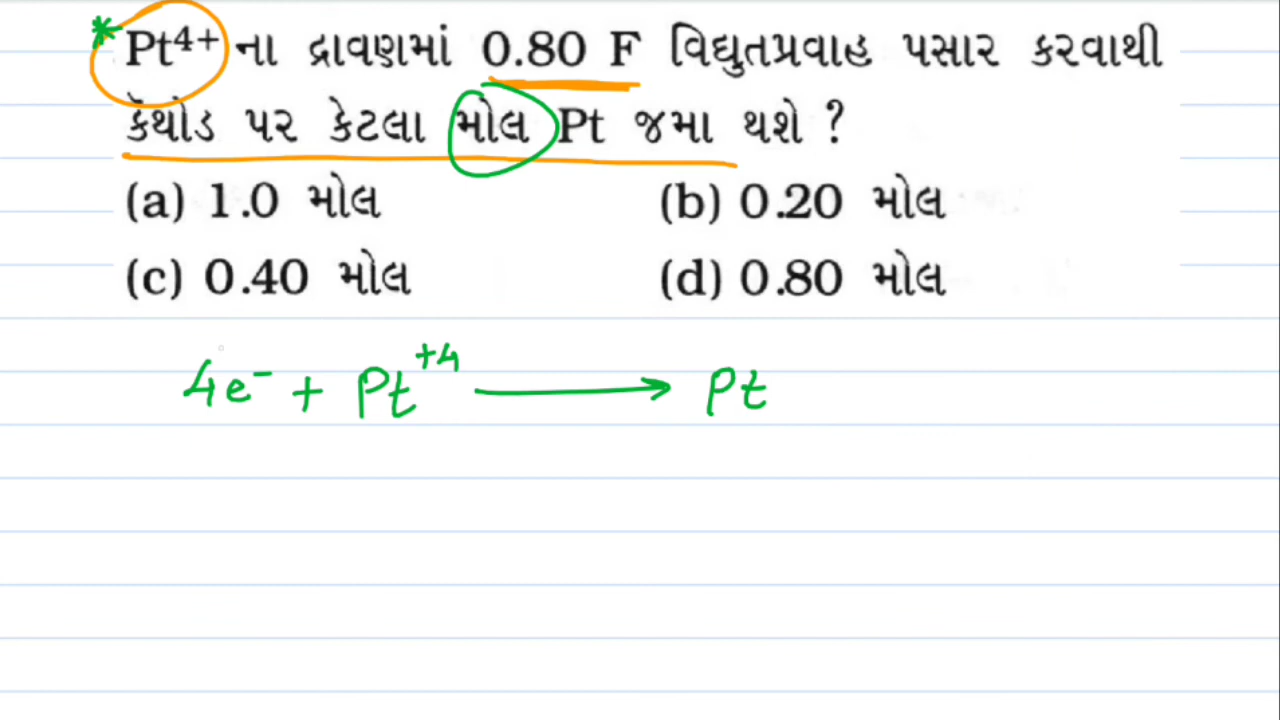 * Pt⁴⁺ ના દ્રાવણમાં 0.80 F વિદ્યુતપ્રવાહ પસાર કરવાથી
કૅથોડ પર કેટલા મોલ Pt જમા થશે ?
(a) 1.0 મોલ (b) 0.20 મોલ
(c) 0.40 મોલ (d) 0.80 મોલ
4e⁻ + Pt⁺⁴ ⟶ Pt